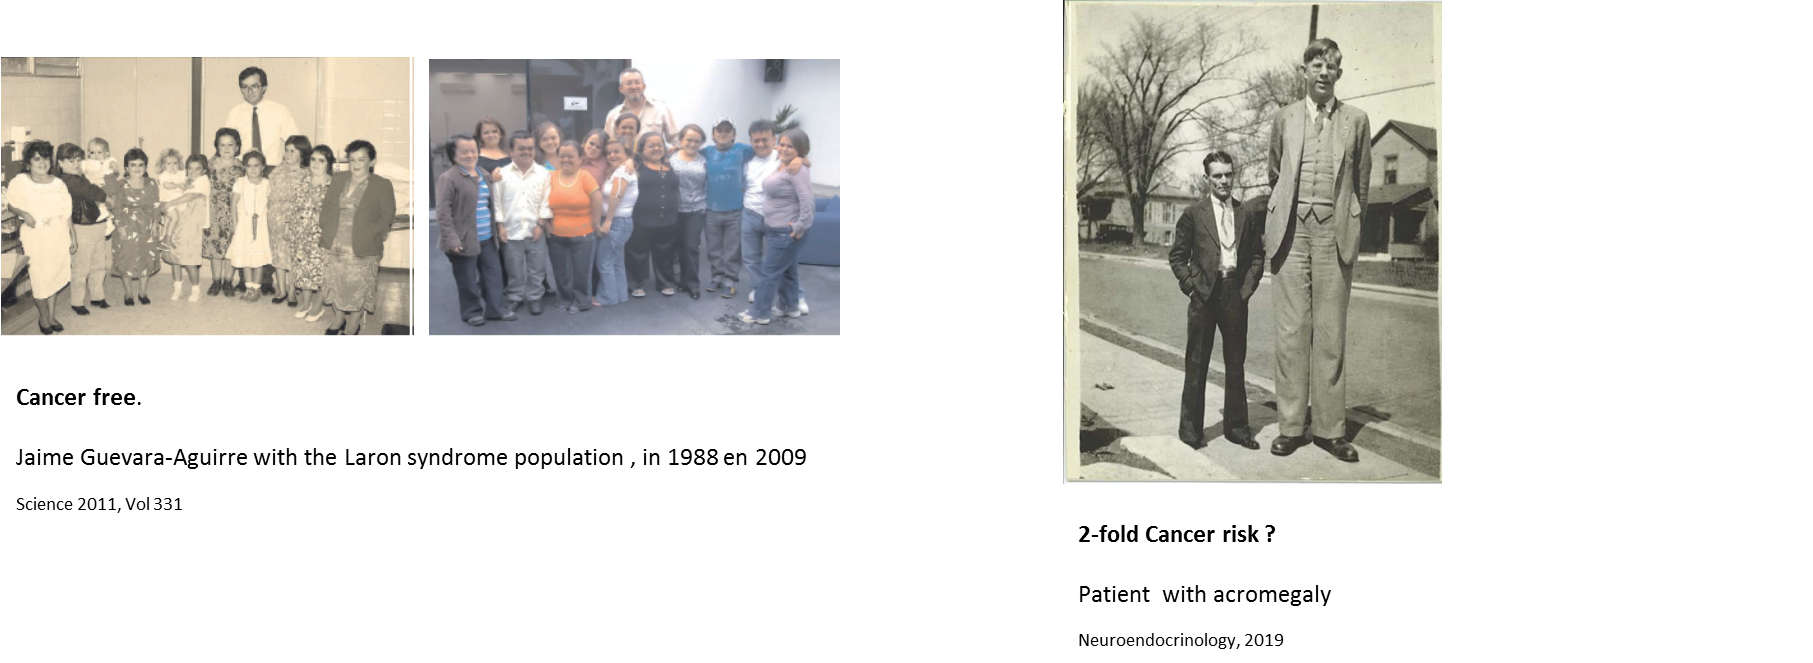 Cancer free.
Jaime Guevara-Aguirre with the Laron syndrome population , in 1988 en 2009
Science 2011, Vol 331
2-fold Cancer risk ?
Patient  with acromegaly
Neuroendocrinology, 2019